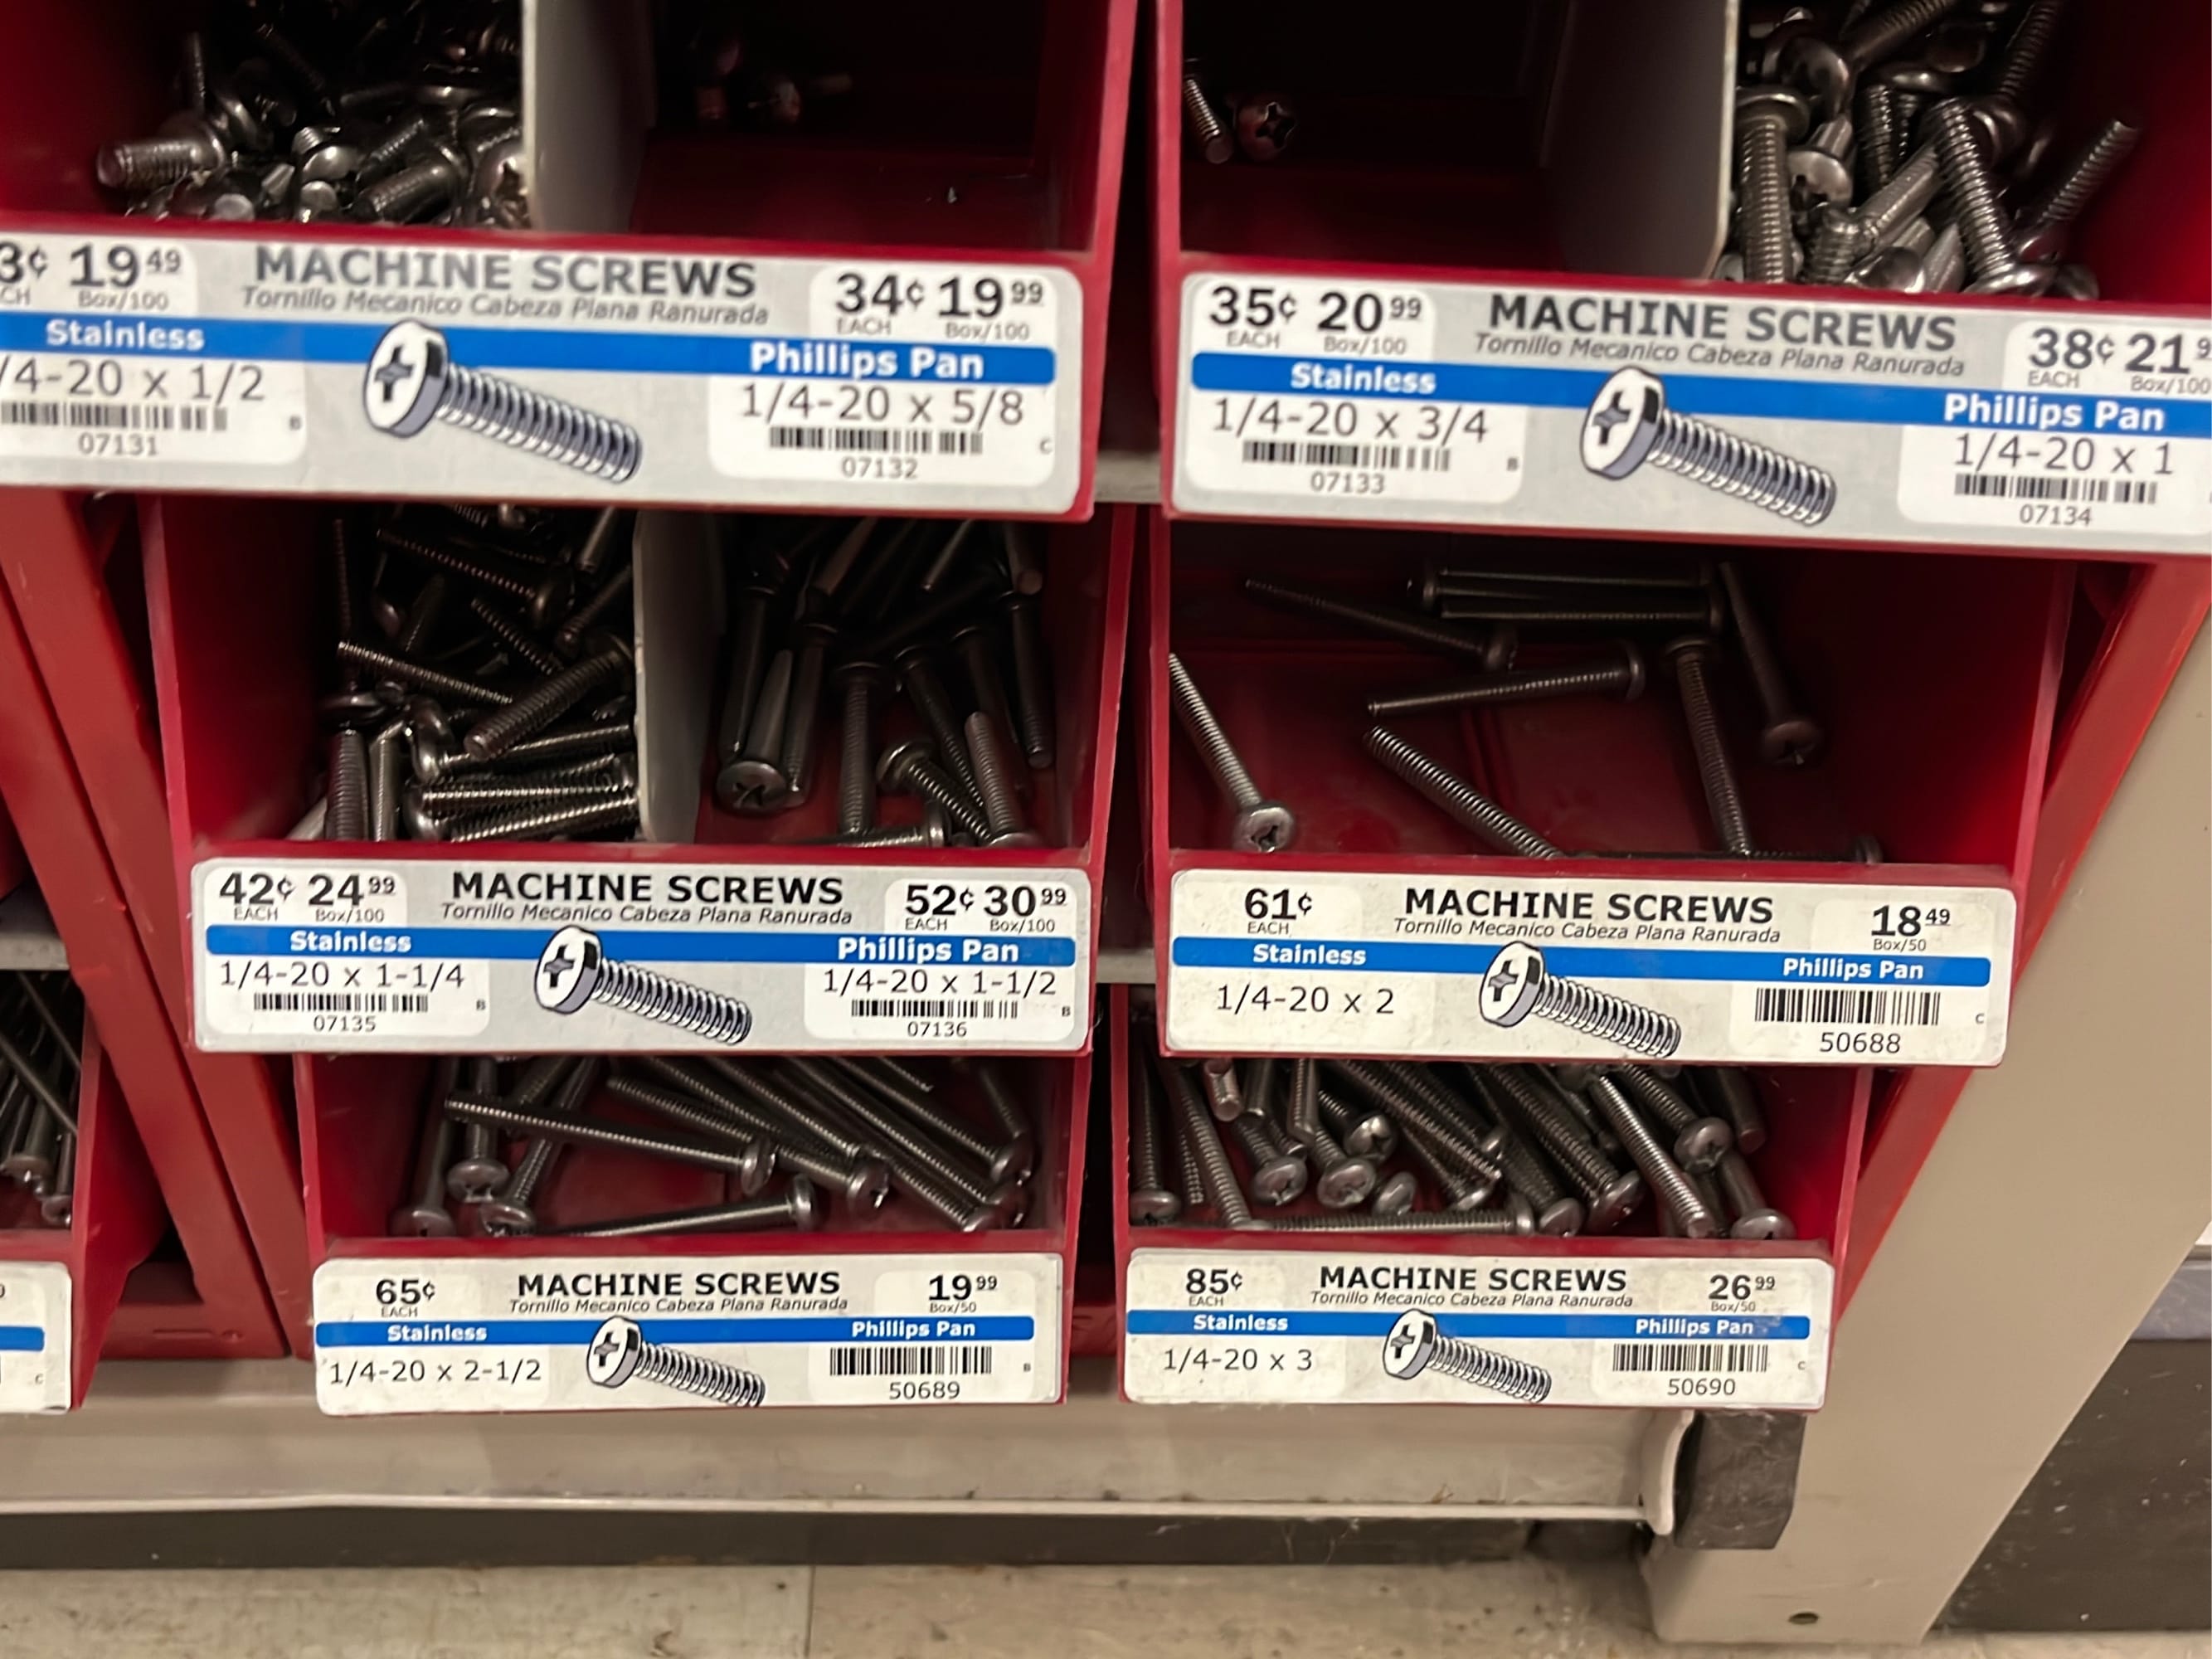 3¢ 19 49
CH Box/100
MACHINE SCREWS
Tornillo Mecanico Cabeza Plana Ranurada
34¢ 19 99
EACH Box/100
Stainless
Phillips Pan
/4-20 x 1/2
07131
B
1/4-20 x 5/8
07132
C
35¢ 20 99
EACH Box/100
MACHINE SCREWS
Tornillo Mecanico Cabeza Plana Ranurada
38¢ 21 9
EACH Box/100
Stainless
Phillips Pan
1/4-20 x 3/4
07133
B
1/4-20 x 1
07134
42¢ 24 99
EACH Box/100
MACHINE SCREWS
Tornillo Mecanico Cabeza Plana Ranurada
52¢ 30 99
EACH Box/100
Stainless
Phillips Pan
1/4-20 x 1-1/4
07135
B
1/4-20 x 1-1/2
07136
B
61¢
EACH
MACHINE SCREWS
Tornillo Mecanico Cabeza Plana Ranurada
18 49
Box/50
Stainless
Phillips Pan
1/4-20 x 2
50688
C
65¢
EACH
MACHINE SCREWS
Tornillo Mecanico Cabeza Plana Ranurada
19 99
Box/50
Stainless
Phillips Pan
1/4-20 x 2-1/2
50689
B
85¢
EACH
MACHINE SCREWS
Tornillo Mecanico Cabeza Plana Ranurada
26 99
Box/50
Stainless
Phillips Pan
1/4-20 x 3
50690
C
C